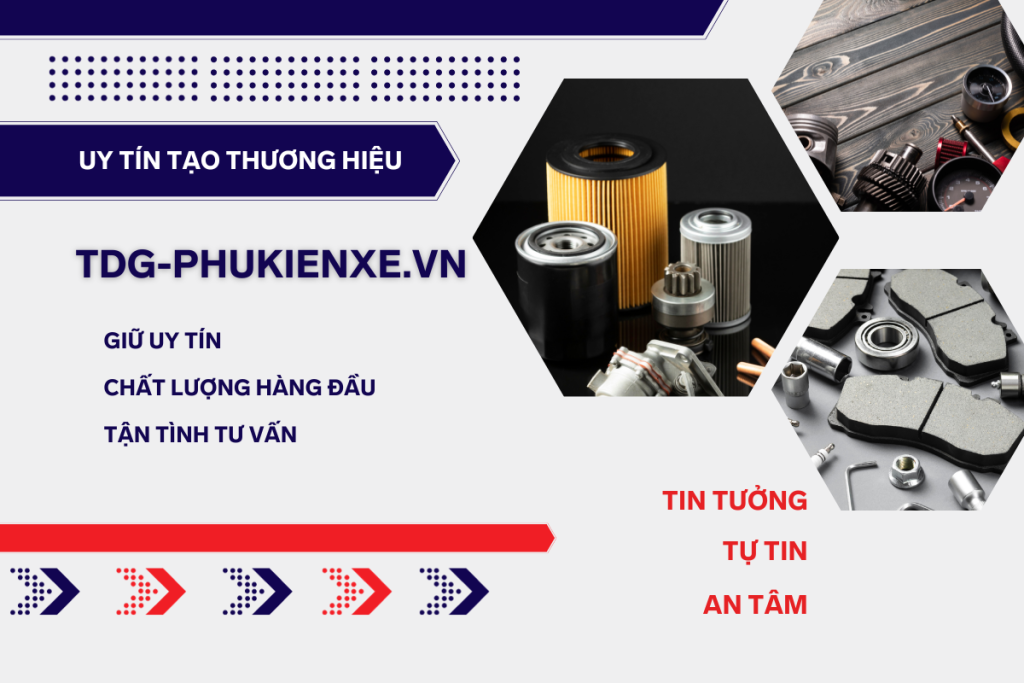 UY TÍN TẠO THƯƠNG HIỆU
TDG-PHUKIENXE.VN
GIỮ UY TÍN
CHẤT LƯỢNG HÀNG ĐẦU
TẬN TÌNH TƯ VẤN
TIN TƯỞNG
TỰ TIN
AN TÂM